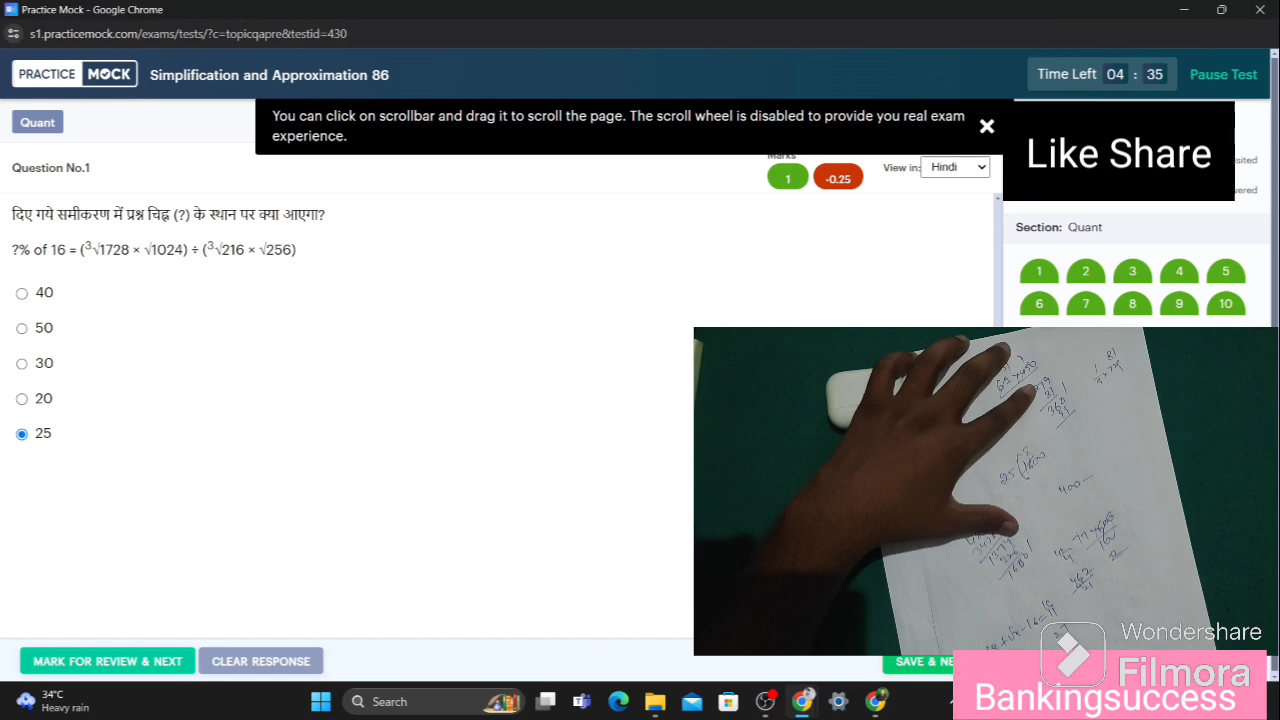 Practice Mock - Google Chrome
s1.practicemock.com/exams/tests/?c=topicqapre&testid=430
PRACTICE MOCK
Simplification and Approximation 86
Time Left 04 : 35
Pause Test
Quant
You can click on scrollbar and drag it to scroll the page. The scroll wheel is disabled to provide you real exam
experience.
Like Share
Question No.1
Marks
1
-0.25
View in:
Hindi
दिए गये समीकरण में प्रश्न चिह्न (?) के स्थान पर क्या आएगा?
?% of 16 = (³√1728 × √1024) ÷ (³√216 × √256)
40
50
30
20
25
Section: Quant
1 2 3 4 5
6 7 8 9 10
MARK FOR REVIEW & NEXT
CLEAR RESPONSE
34°C
Heavy rain
Search
Wondershare
Filmora
Bankingsuccess